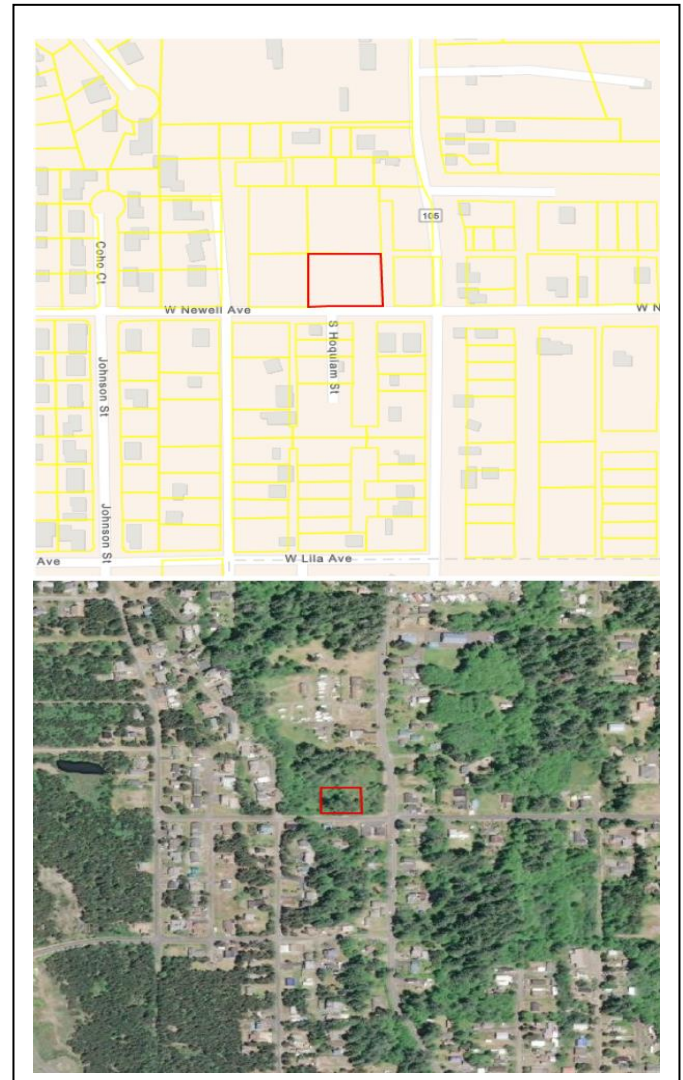 105
Coho Ct
W Newell Ave
W N
S Hoquiam St
Johnson St
Johnson St
Ave
W Lila Ave